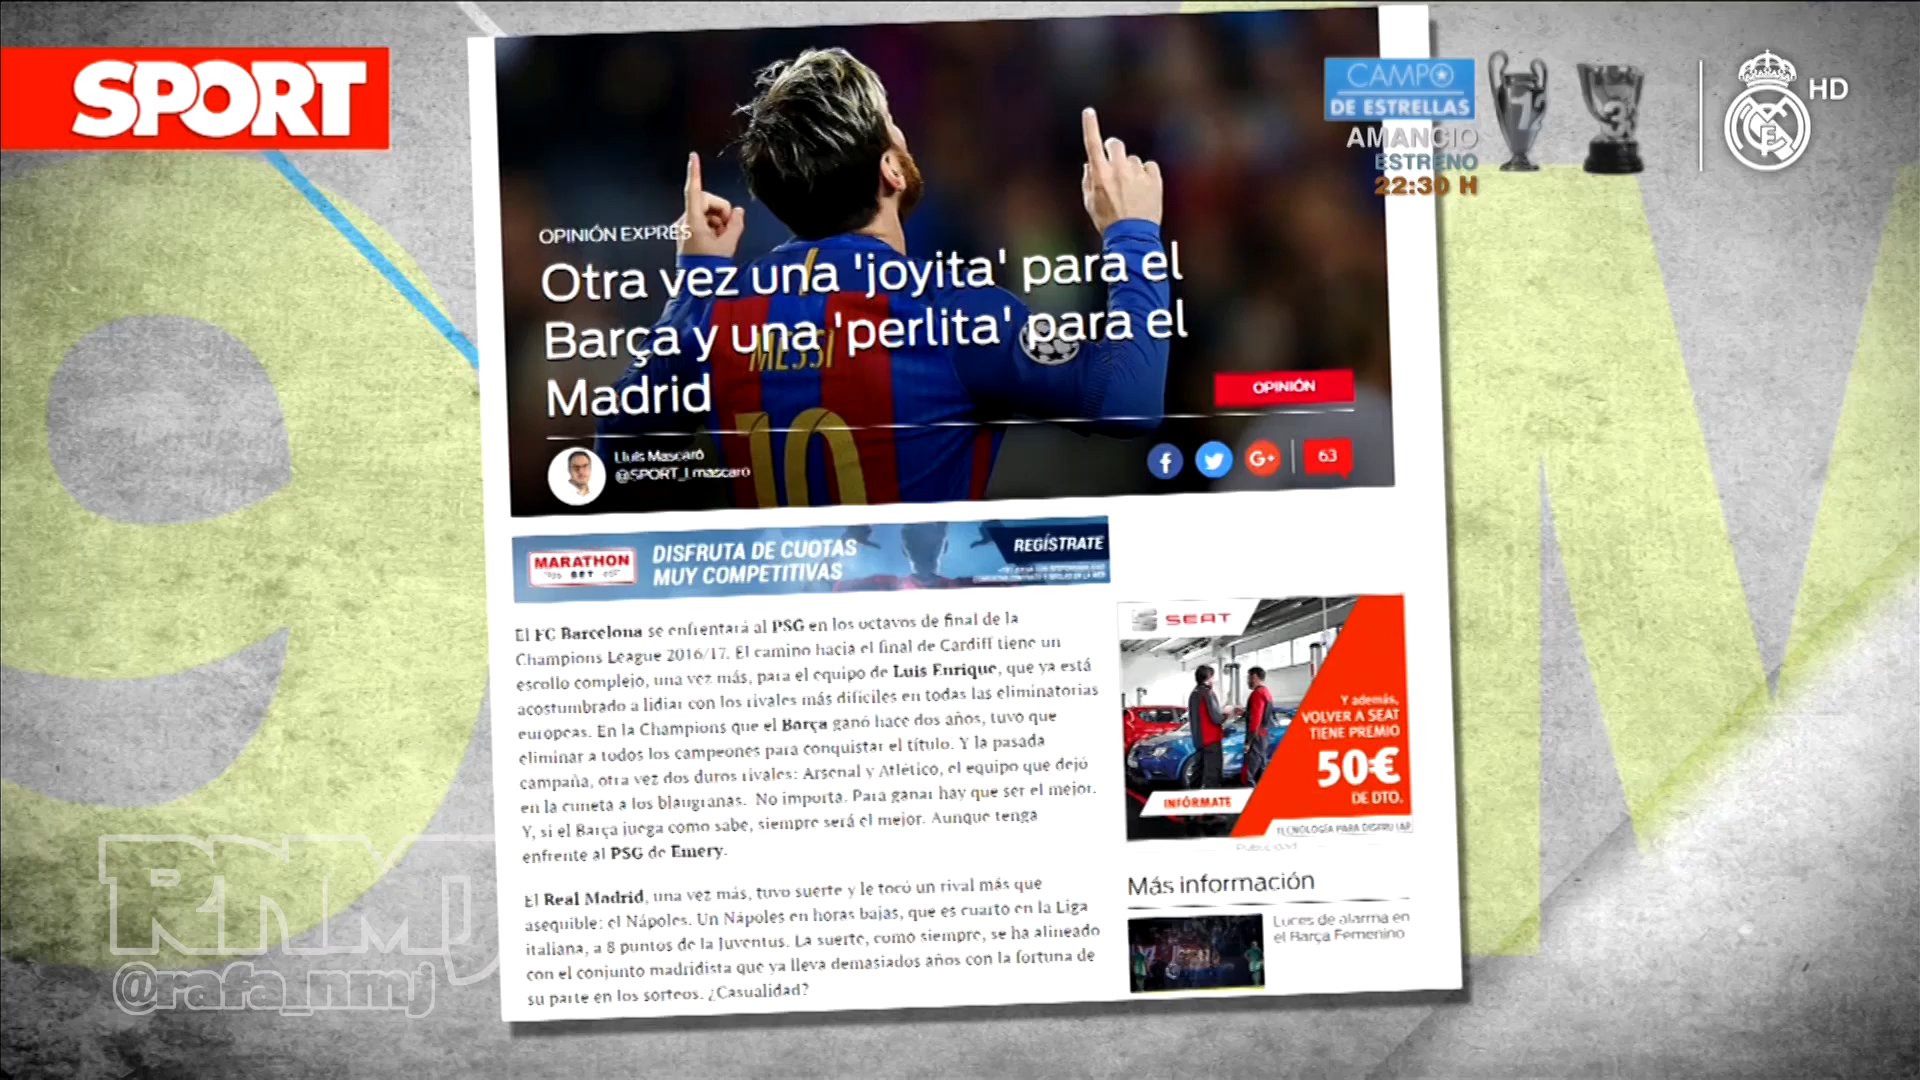 SPORT
CAMPO
DE ESTRELLAS
AMANCIO
ESTRENO
22:30 H
HD
OPINIÓN EXPRÉS
Otra vez una 'joyita' para el
Barça y una 'perlita' para el
Madrid
MESSI
10
OPINIÓN
Lluís Mascaró
@SPORT_Lmascaro
63
MARATHON
BET
DISFRUTA DE CUOTAS
MUY COMPETITIVAS
REGÍSTRATE
El FC Barcelona se enfrentará al PSG en los octavos de final de la
Champions League 2016/17. El camino hacia el final de Cardiff tiene un
escollo complejo, una vez más, para el equipo de Luis Enrique, que ya está
acostumbrado a lidiar con los rivales más difíciles en todas las eliminatorias
europeas. En la Champions que el Barça ganó hace dos años, tuvo que
eliminar a todos los campeones para conquistar el título. Y la pasada
campaña, otra vez dos duros rivales: Arsenal y Atlético, el equipo que dejó
en la cuneta a los blaugranas. No importa. Para ganar hay que ser el mejor.
Y, si el Barça juega como sabe, siempre será el mejor. Aunque tenga
enfrente al PSG de Emery.
El Real Madrid, una vez más, tuvo suerte y le tocó un rival más que
asequible: el Nápoles. Un Nápoles en horas bajas, que es cuarto en la Liga
italiana, a 8 puntos de la Juventus. La suerte, como siempre, se ha alineado
con el conjunto madridista que ya lleva demasiados años con la fortuna de
su parte en los sorteos. ¿Casualidad?
SEAT
Y además,
VOLVER A SEAT
TIENE PREMIO
50€
DE DTO.
INFÓRMATE
TECNOLOGÍA PARA DISFRUTAR
Publicidad
Más información
Luces de alarma en
el Barça Femenino
RNMJ
@rafa_nmj